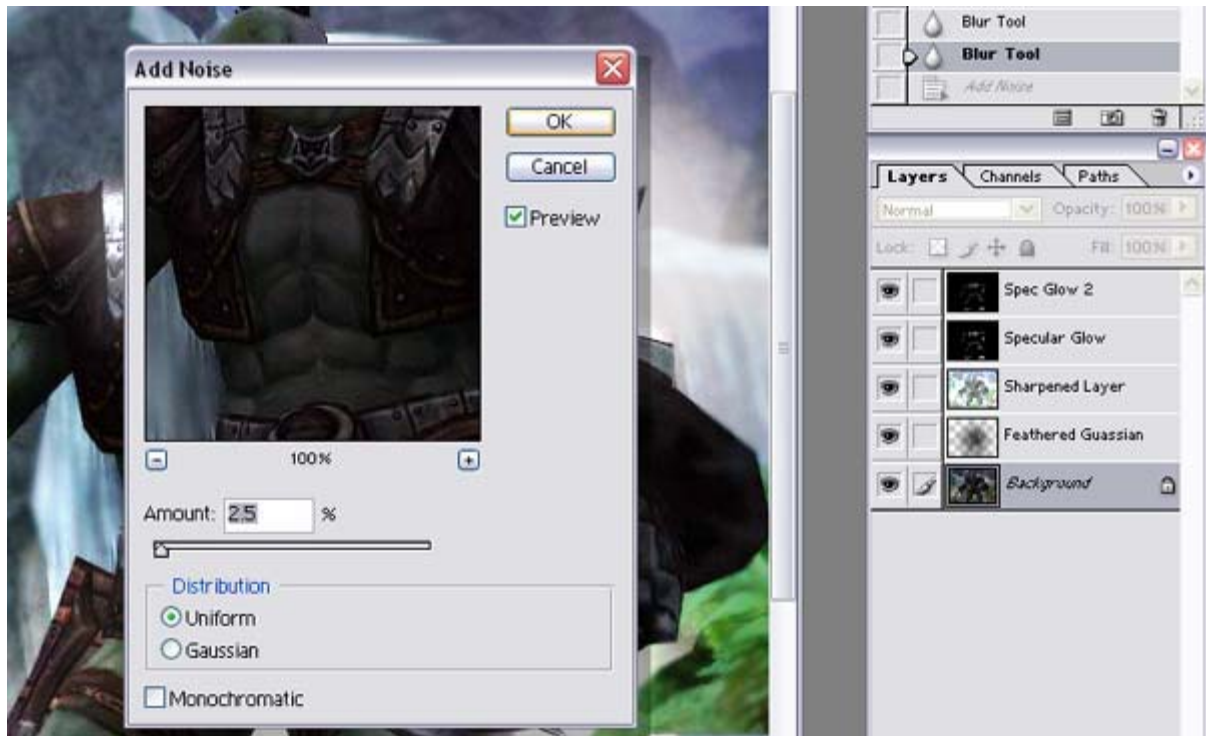 Add Noise
OK
Cancel
Preview
100%
Amount: 2.5 %
Distribution
Uniform
Gaussian
Monochromatic
Blur Tool
Blur Tool
Add Noise
Layers Channels Paths
Normal Opacity: 100%
Lock: Fill: 100%
Spec Glow 2
Specular Glow
Sharpened Layer
Feathered Guassian
Background